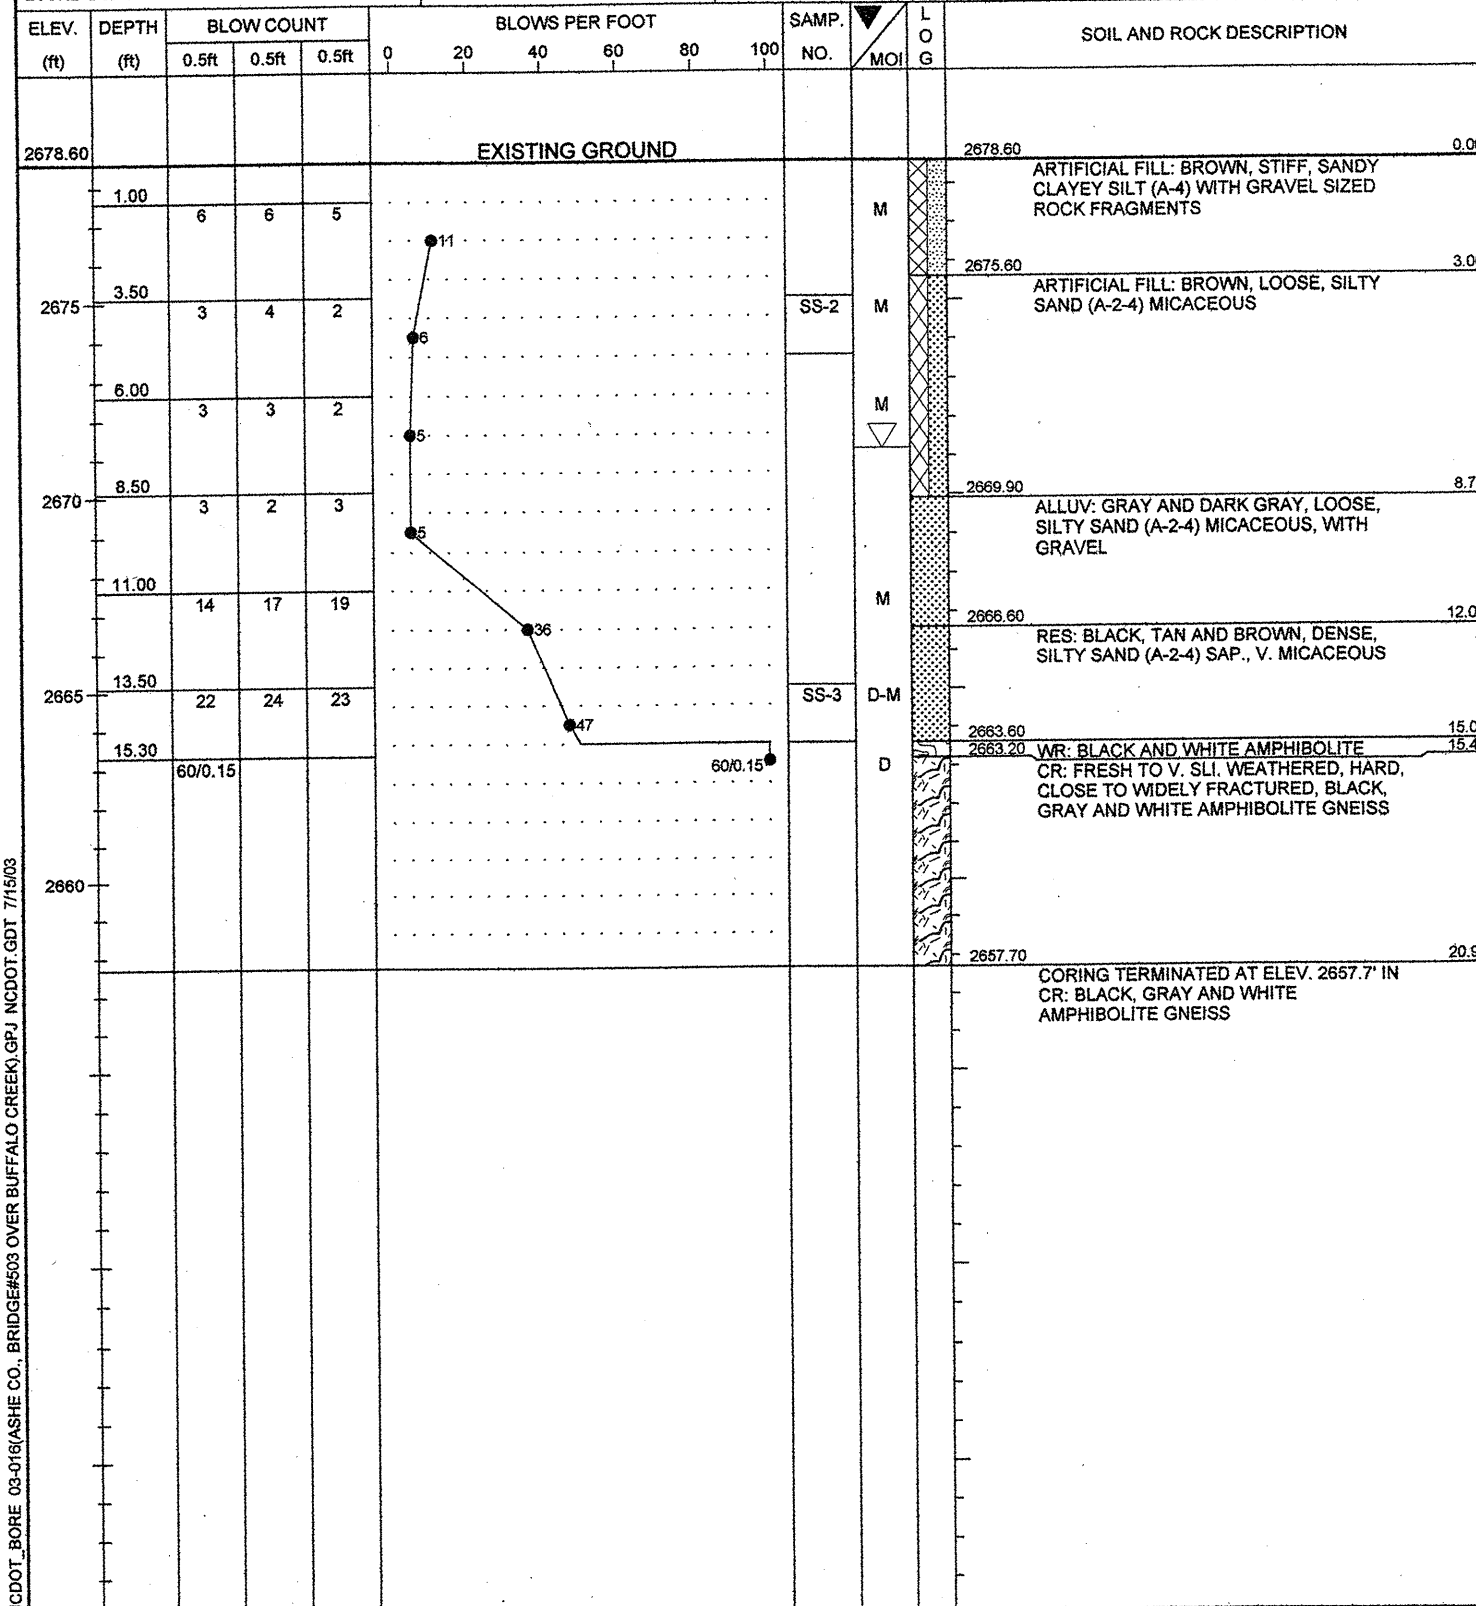 ELEV. DEPTH BLOW COUNT BLOWS PER FOOT SAMP. L O G SOIL AND ROCK DESCRIPTION
(ft) (ft) 0.5ft 0.5ft 0.5ft 0 20 40 60 80 100 NO. MOI
2678.60 EXISTING GROUND 2678.60
ARTIFICIAL FILL: BROWN, STIFF, SANDY
CLAYEY SILT (A-4) WITH GRAVEL SIZED
ROCK FRAGMENTS
1.00 6 6 5 M
11
2675.60
ARTIFICIAL FILL: BROWN, LOOSE, SILTY
SAND (A-2-4) MICACEOUS
2675 3.50 3 4 2 SS-2 M
6
6.00 3 3 2 M
5
2670 8.50 3 2 3
2669.90
ALLUV: GRAY AND DARK GRAY, LOOSE,
SILTY SAND (A-2-4) MICACEOUS, WITH
GRAVEL
5
11.00 14 17 19 M
36
2666.60
RES: BLACK, TAN AND BROWN, DENSE,
SILTY SAND (A-2-4) SAP., V. MICACEOUS
2665 13.50 22 24 23 SS-3 D-M
47
2663.60
2663.20 WR: BLACK AND WHITE AMPHIBOLITE
15.30 60/0.15 60/0.15 D
CR: FRESH TO V. SLI. WEATHERED, HARD,
CLOSE TO WIDELY FRACTURED, BLACK,
GRAY AND WHITE AMPHIBOLITE GNEISS
2660
2657.70
CORING TERMINATED AT ELEV. 2657.7' IN
CR: BLACK, GRAY AND WHITE
AMPHIBOLITE GNEISS
CDOT_BORE 03-016(ASHE CO., BRIDGE#503 OVER BUFFALO CREEK).GPJ NCDOT.GDT 7/15/03